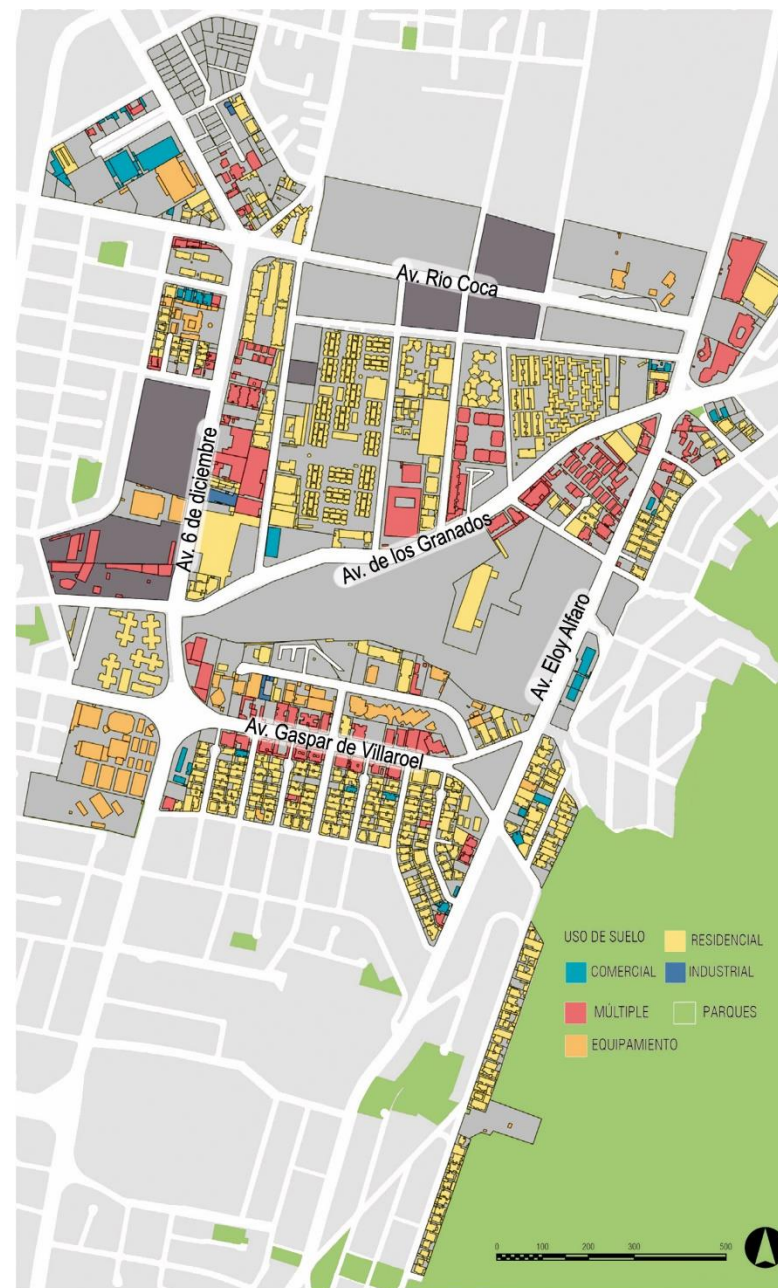 Av. Rio Coca
Av. 6 de diciembre
Av. de los Granados
Av. Eloy Alfaro
Av. Gaspar de Villaroel
USO DE SUELO
RESIDENCIAL
COMERCIAL
INDUSTRIAL
MÚLTIPLE
PARQUES
EQUIPAMIENTO
0 100 200 300 500